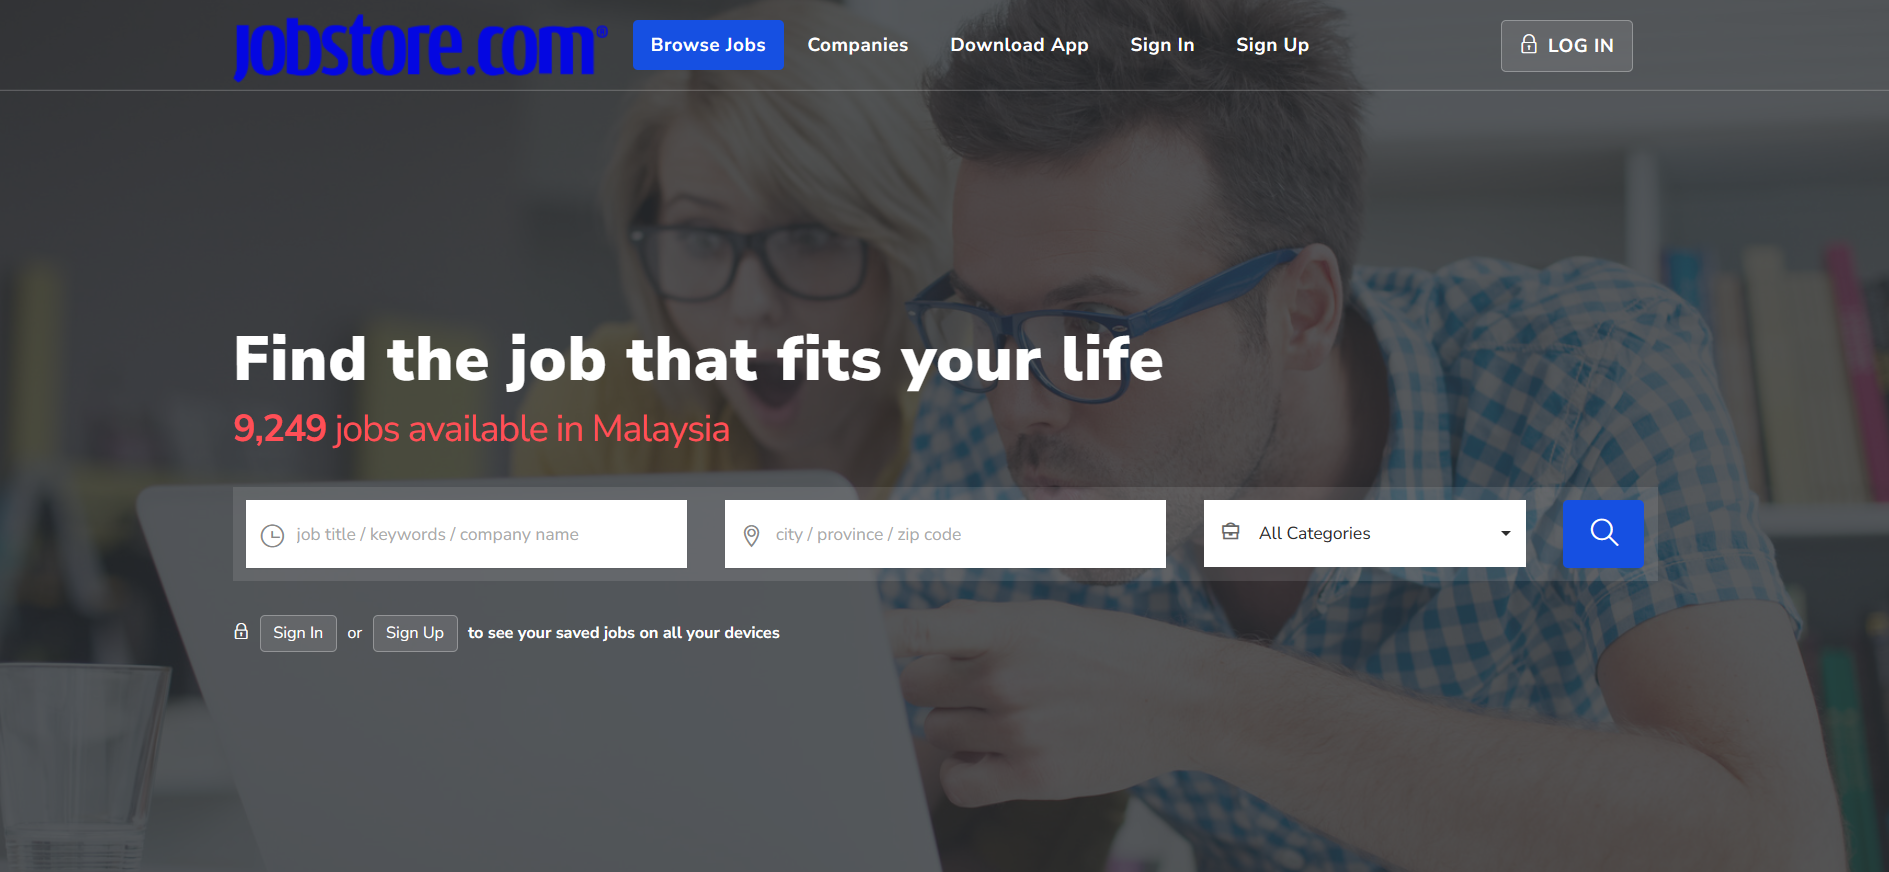 jobstore.com®
Browse Jobs
Companies
Download App
Sign In
Sign Up
LOG IN
Find the job that fits your life
9,249 jobs available in Malaysia
job title / keywords / company name
city / province / zip code
All Categories
Sign In or Sign Up to see your saved jobs on all your devices